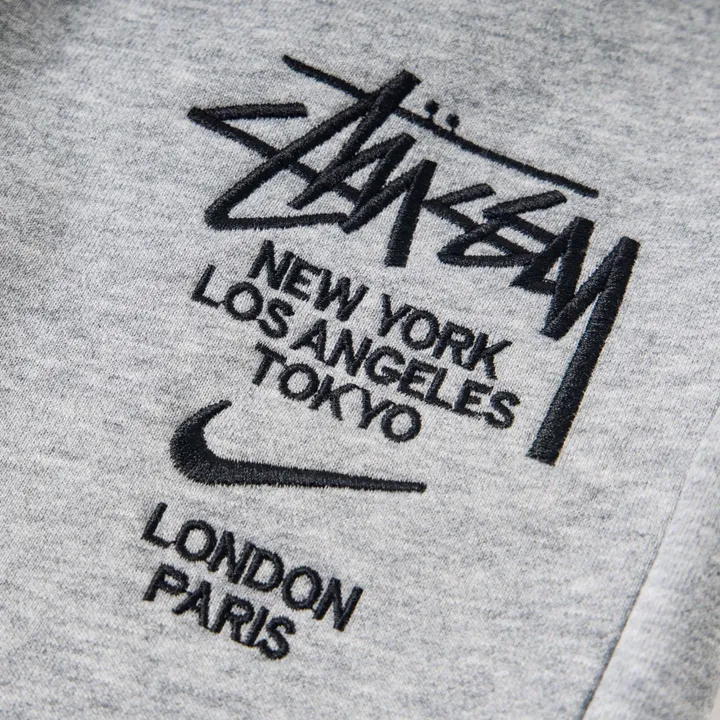 STÜSSY
NEW YORK
LOS ANGELES
TOKYO
LONDON
PARIS